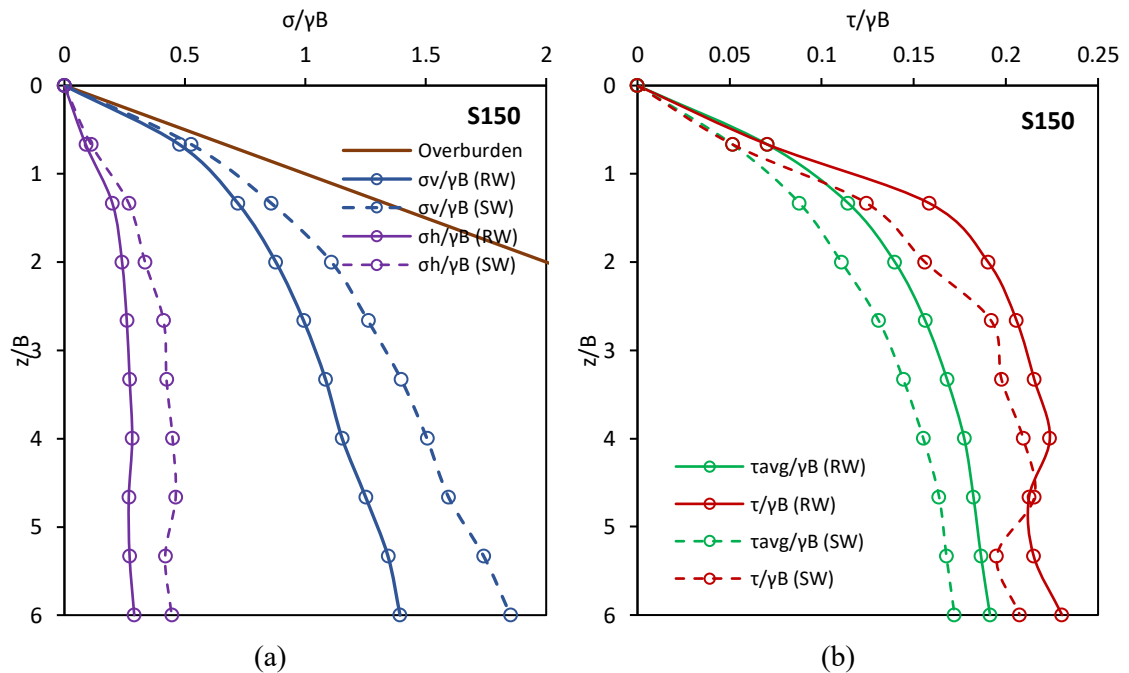 σ/γB
0 0.5 1 1.5 2
0
1
2
3
4
5
6
z/B
S150
Overburden
σv/γB (RW)
σv/γB (SW)
σh/γB (RW)
σh/γB (SW)
(a)
τ/γB
0 0.05 0.1 0.15 0.2 0.25
0
1
2
3
4
5
6
z/B
S150
τavg/γB (RW)
τ/γB (RW)
τavg/γB (SW)
τ/γB (SW)
(b)